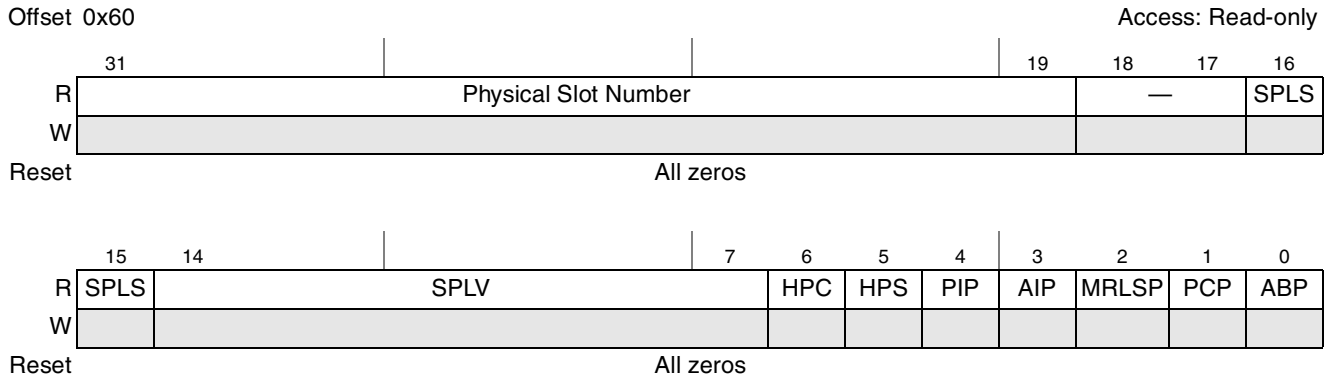 Offset 0x60 Access: Read-only
31 19 18 17 16
R Physical Slot Number — SPLS
W
Reset All zeros
15 14 7 6 5 4 3 2 1 0
R SPLS SPLV HPC HPS PIP AIP MRLSP PCP ABP
W
Reset All zeros